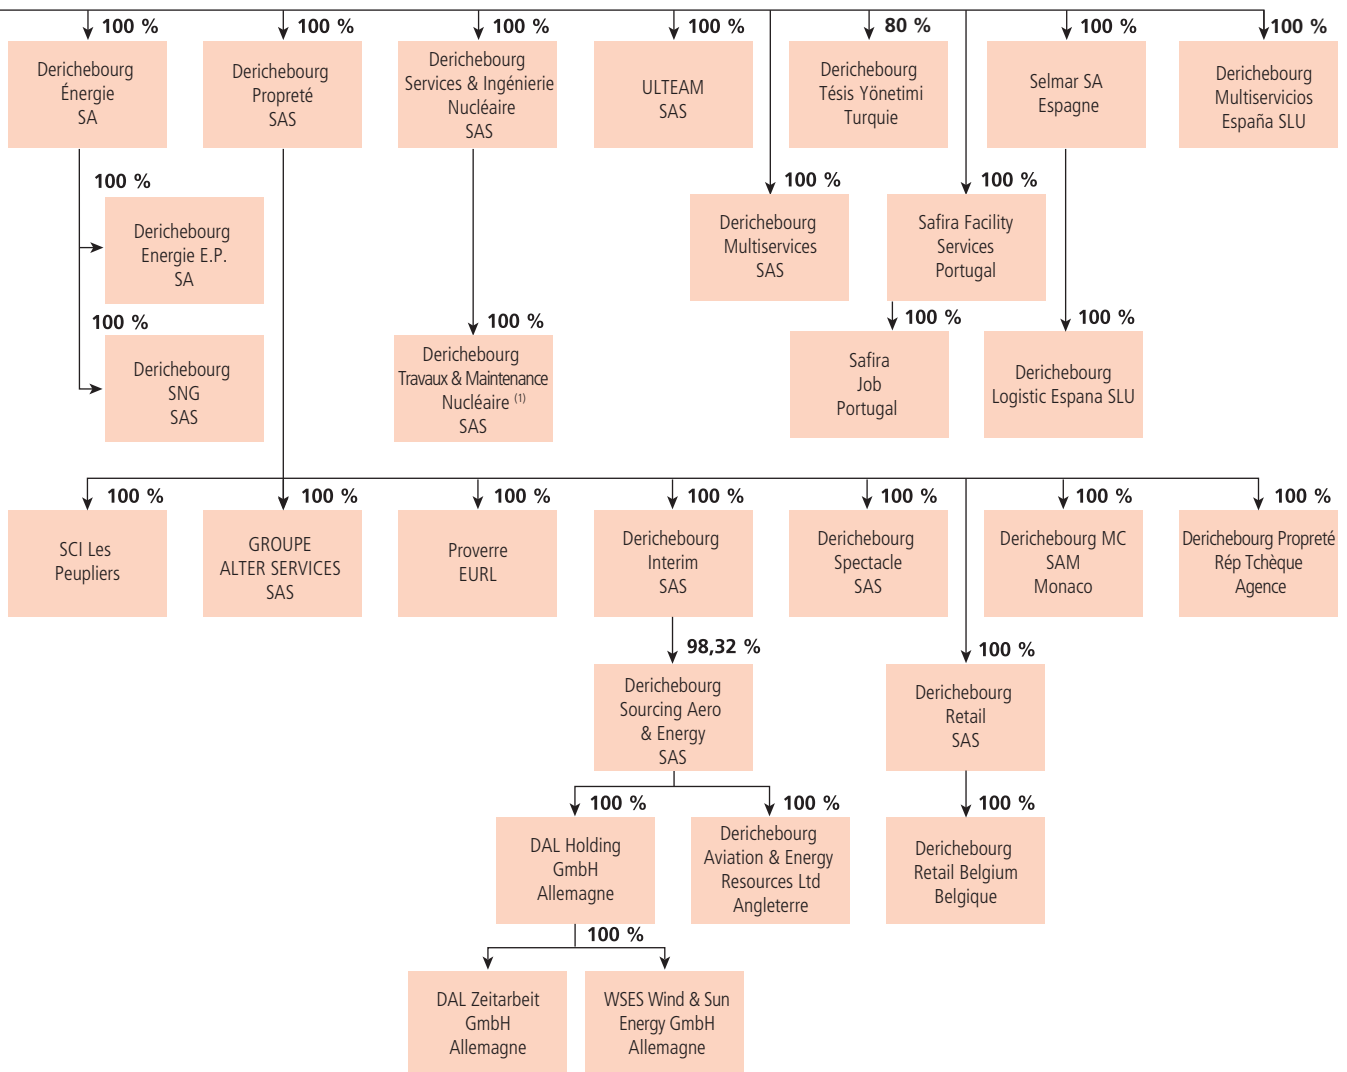 100 %
100 %
100 %
100 %
80 %
100 %
100 %
Derichebourg
Énergie
SA
Derichebourg
Propreté
SAS
Derichebourg
Services & Ingénierie
Nucléaire
SAS
ULTEAM
SAS
Derichebourg
Tésis Yönetimi
Turquie
Selmar SA
Espagne
Derichebourg
Multiservicios
España SLU
100 %
Derichebourg
Energie E.P.
SA
100 %
Derichebourg
Multiservices
SAS
100 %
Safira Facility
Services
Portugal
100 %
Derichebourg
SNG
SAS
100 %
Derichebourg
Travaux & Maintenance
Nucléaire (1)
SAS
100 %
Safira
Job
Portugal
100 %
Derichebourg
Logistic Espana SLU
100 %
100 %
100 %
100 %
100 %
100 %
100 %
SCI Les
Peupliers
GROUPE
ALTER SERVICES
SAS
Proverre
EURL
Derichebourg
Interim
SAS
Derichebourg
Spectacle
SAS
Derichebourg MC
SAM
Monaco
Derichebourg Propreté
Rép Tchèque
Agence
98,32 %
Derichebourg
Sourcing Aero
& Energy
SAS
100 %
Derichebourg
Retail
SAS
100 %
DAL Holding
GmbH
Allemagne
100 %
Derichebourg
Aviation & Energy
Resources Ltd
Angleterre
100 %
Derichebourg
Retail Belgium
Belgique
100 %
DAL Zeitarbeit
GmbH
Allemagne
WSES Wind & Sun
Energy GmbH
Allemagne